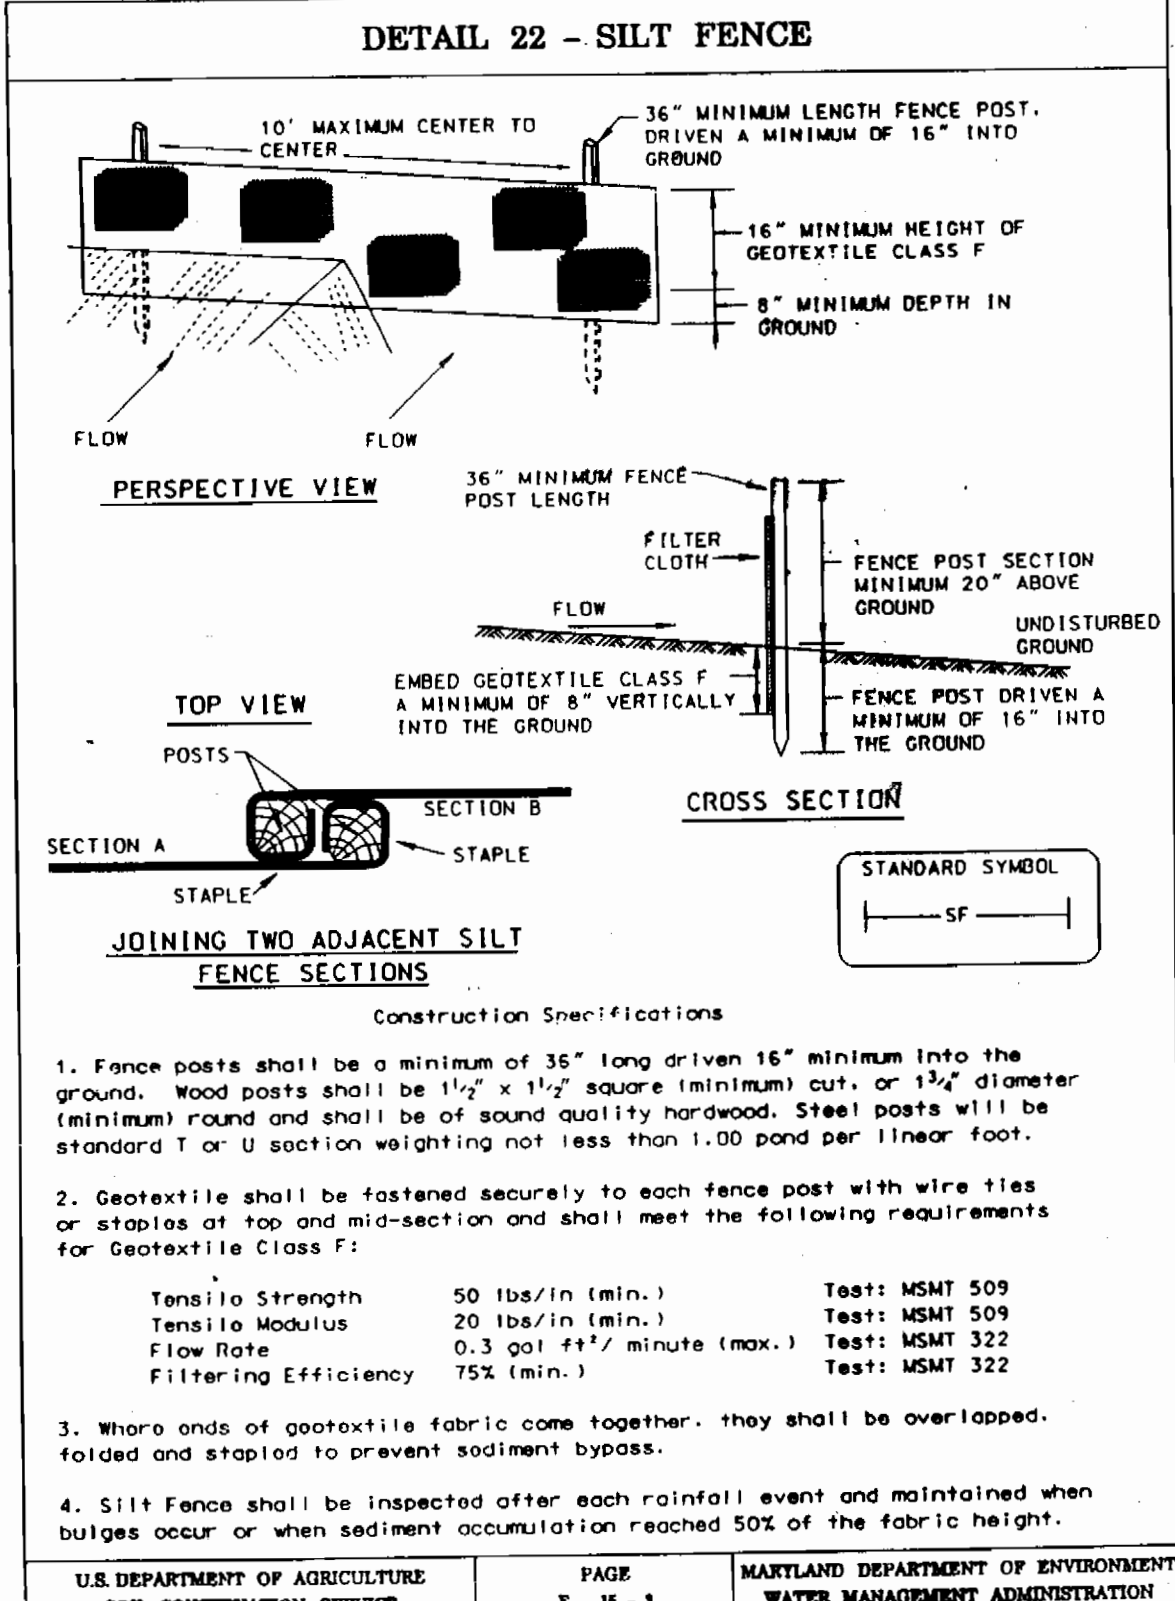 DETAIL 22 - SILT FENCE
10' MAXIMUM CENTER TO
CENTER
36" MINIMUM LENGTH FENCE POST,
DRIVEN A MINIMUM OF 16" INTO
GROUND
16" MINIMUM HEIGHT OF
GEOTEXTILE CLASS F
8" MINIMUM DEPTH IN
GROUND
FLOW
FLOW
PERSPECTIVE VIEW
36" MINIMUM FENCE
POST LENGTH
FILTER
CLOTH
FENCE POST SECTION
MINIMUM 20" ABOVE
GROUND
FLOW
UNDISTURBED
GROUND
EMBED GEOTEXTILE CLASS F
A MINIMUM OF 8" VERTICALLY
INTO THE GROUND
FENCE POST DRIVEN A
MINIMUM OF 16" INTO
THE GROUND
CROSS SECTION
TOP VIEW
POSTS
SECTION B
SECTION A
STAPLE
STAPLE
JOINING TWO ADJACENT SILT
FENCE SECTIONS
STANDARD SYMBOL
SF
Construction Specifications
1. Fence posts shall be a minimum of 36" long driven 16" minimum into the
ground. Wood posts shall be 1 1/2" x 1 1/2" square (minimum) cut, or 1 3/4" diameter
(minimum) round and shall be of sound quality hardwood. Steel posts will be
standard T or U section weighting not less than 1.00 pond per linear foot.
2. Geotextile shall be fastened securely to each fence post with wire ties
or staples at top and mid-section and shall meet the following requirements
for Geotextile Class F:
Tensile Strength 50 lbs/in (min.) Test: MSMT 509
Tensile Modulus 20 lbs/in (min.) Test: MSMT 509
Flow Rate 0.3 gal ft²/ minute (max.) Test: MSMT 322
Filtering Efficiency 75% (min.) Test: MSMT 322
3. Where ends of geotextile fabric come together, they shall be overlapped,
folded and stapled to prevent sediment bypass.
4. Silt Fence shall be inspected after each rainfall event and maintained when
bulges occur or when sediment accumulation reached 50% of the fabric height.
U.S. DEPARTMENT OF AGRICULTURE
PAGE
MARYLAND DEPARTMENT OF ENVIRONMENT
WATER MANAGEMENT ADMINISTRATION